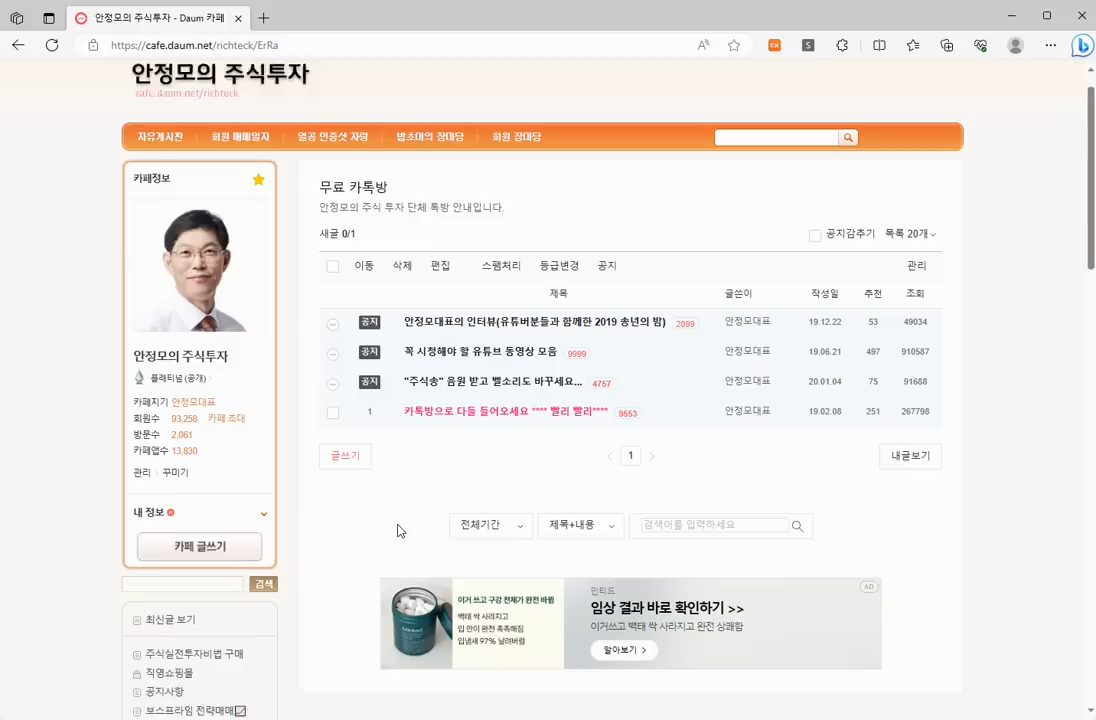 안정모의 주식투자 - Daum 카페
https://cafe.daum.net/richteck/ErRa
안정모의 주식투자
cafe.daum.net/richteck
자유게시판 회원 매매일지 열공 인증샷 자랑 밥초이의 장마당 회원 장마당
카페정보
안정모의 주식투자
플래티넘 (공개)
카페지기 안정모대표
회원수 93,258 카페 초대
방문수 2,061
카페앱수 13,830
관리 꾸미기
내 정보
카페 글쓰기
검색
최신글 보기
주식실전투자비법 구매
직영쇼핑몰
공지사항
보스프라임 전략매매
무료 카톡방
안정모의 주식 투자 단체 톡방 안내입니다.
새글 0/1
공지감추기 목록 20개
이동 삭제 편집 스팸처리 등급변경 공지 관리
제목 글쓴이 작성일 추천 조회
공지 안정모대표의 인터뷰(유튜버분들과 함께한 2019 송년의 밤) 2099 안정모대표 19.12.22 53 49034
공지 꼭 시청해야 할 유튜브 동영상 모음 9999 안정모대표 19.06.21 497 910587
공지 "주식송" 음원 받고 벨소리도 바꾸세요... 4757 안정모대표 20.01.04 75 91688
1 카톡방으로 다들 들어오세요 **** 빨리 빨리**** 9553 안정모대표 19.02.08 251 267798
글쓰기 1 내글보기
전체기간 제목+내용 검색어를 입력하세요
이거 쓰고 구강 전체가 완전 바뀜
백태 싹 사라지고
입 안이 완전 촉촉해짐
입냄새 97% 날려버림
민티드
임상 결과 바로 확인하기 >>
이거쓰고 백태 싹 사라지고 완전 상쾌함
알아보기 >
AD